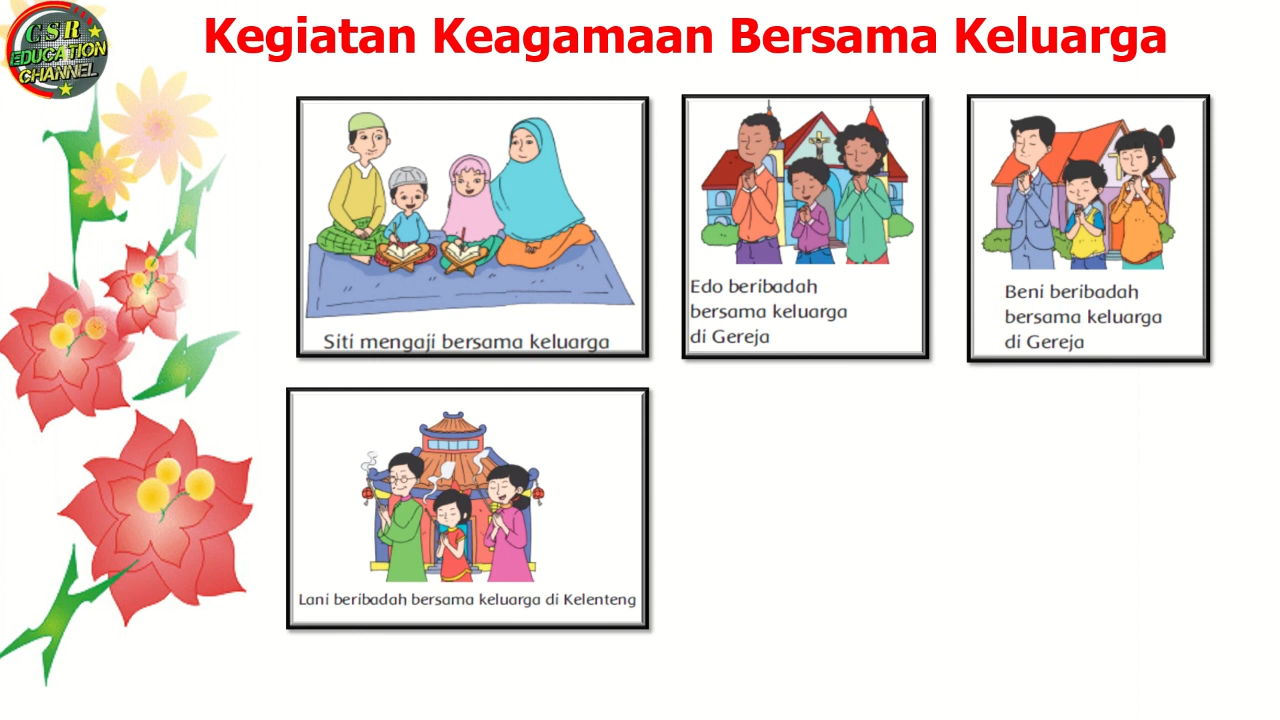 CSR
EDUCATION
CHANNEL
Kegiatan Keagamaan Bersama Keluarga
Siti mengaji bersama keluarga
Edo beribadah
bersama keluarga
di Gereja
Beni beribadah
bersama keluarga
di Gereja
Lani beribadah bersama keluarga di Kelenteng